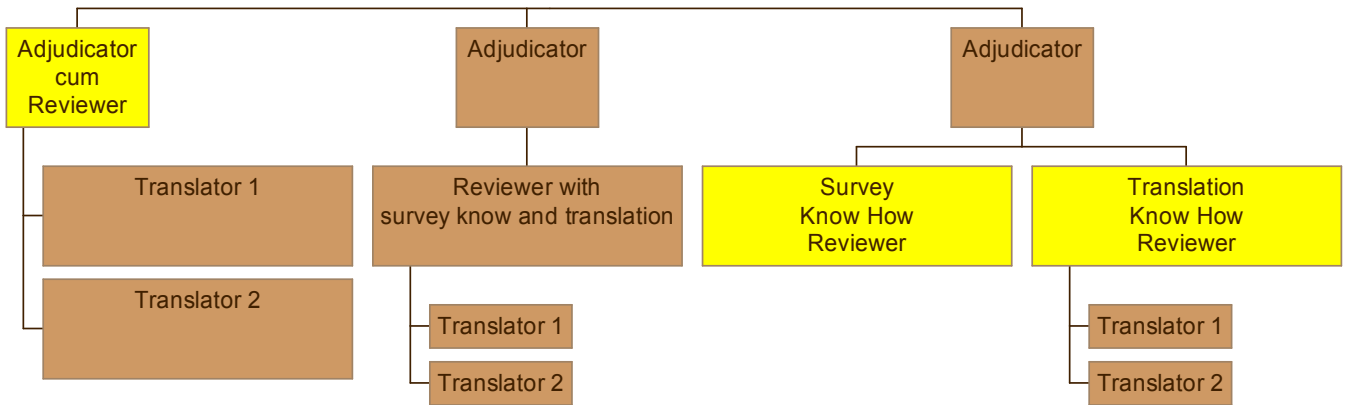 Adjudicator
cum
Reviewer
Translator 1
Translator 2
Adjudicator
Reviewer with
survey know and translation
Translator 1
Translator 2
Adjudicator
Survey
Know How
Reviewer
Translation
Know How
Reviewer
Translator 1
Translator 2